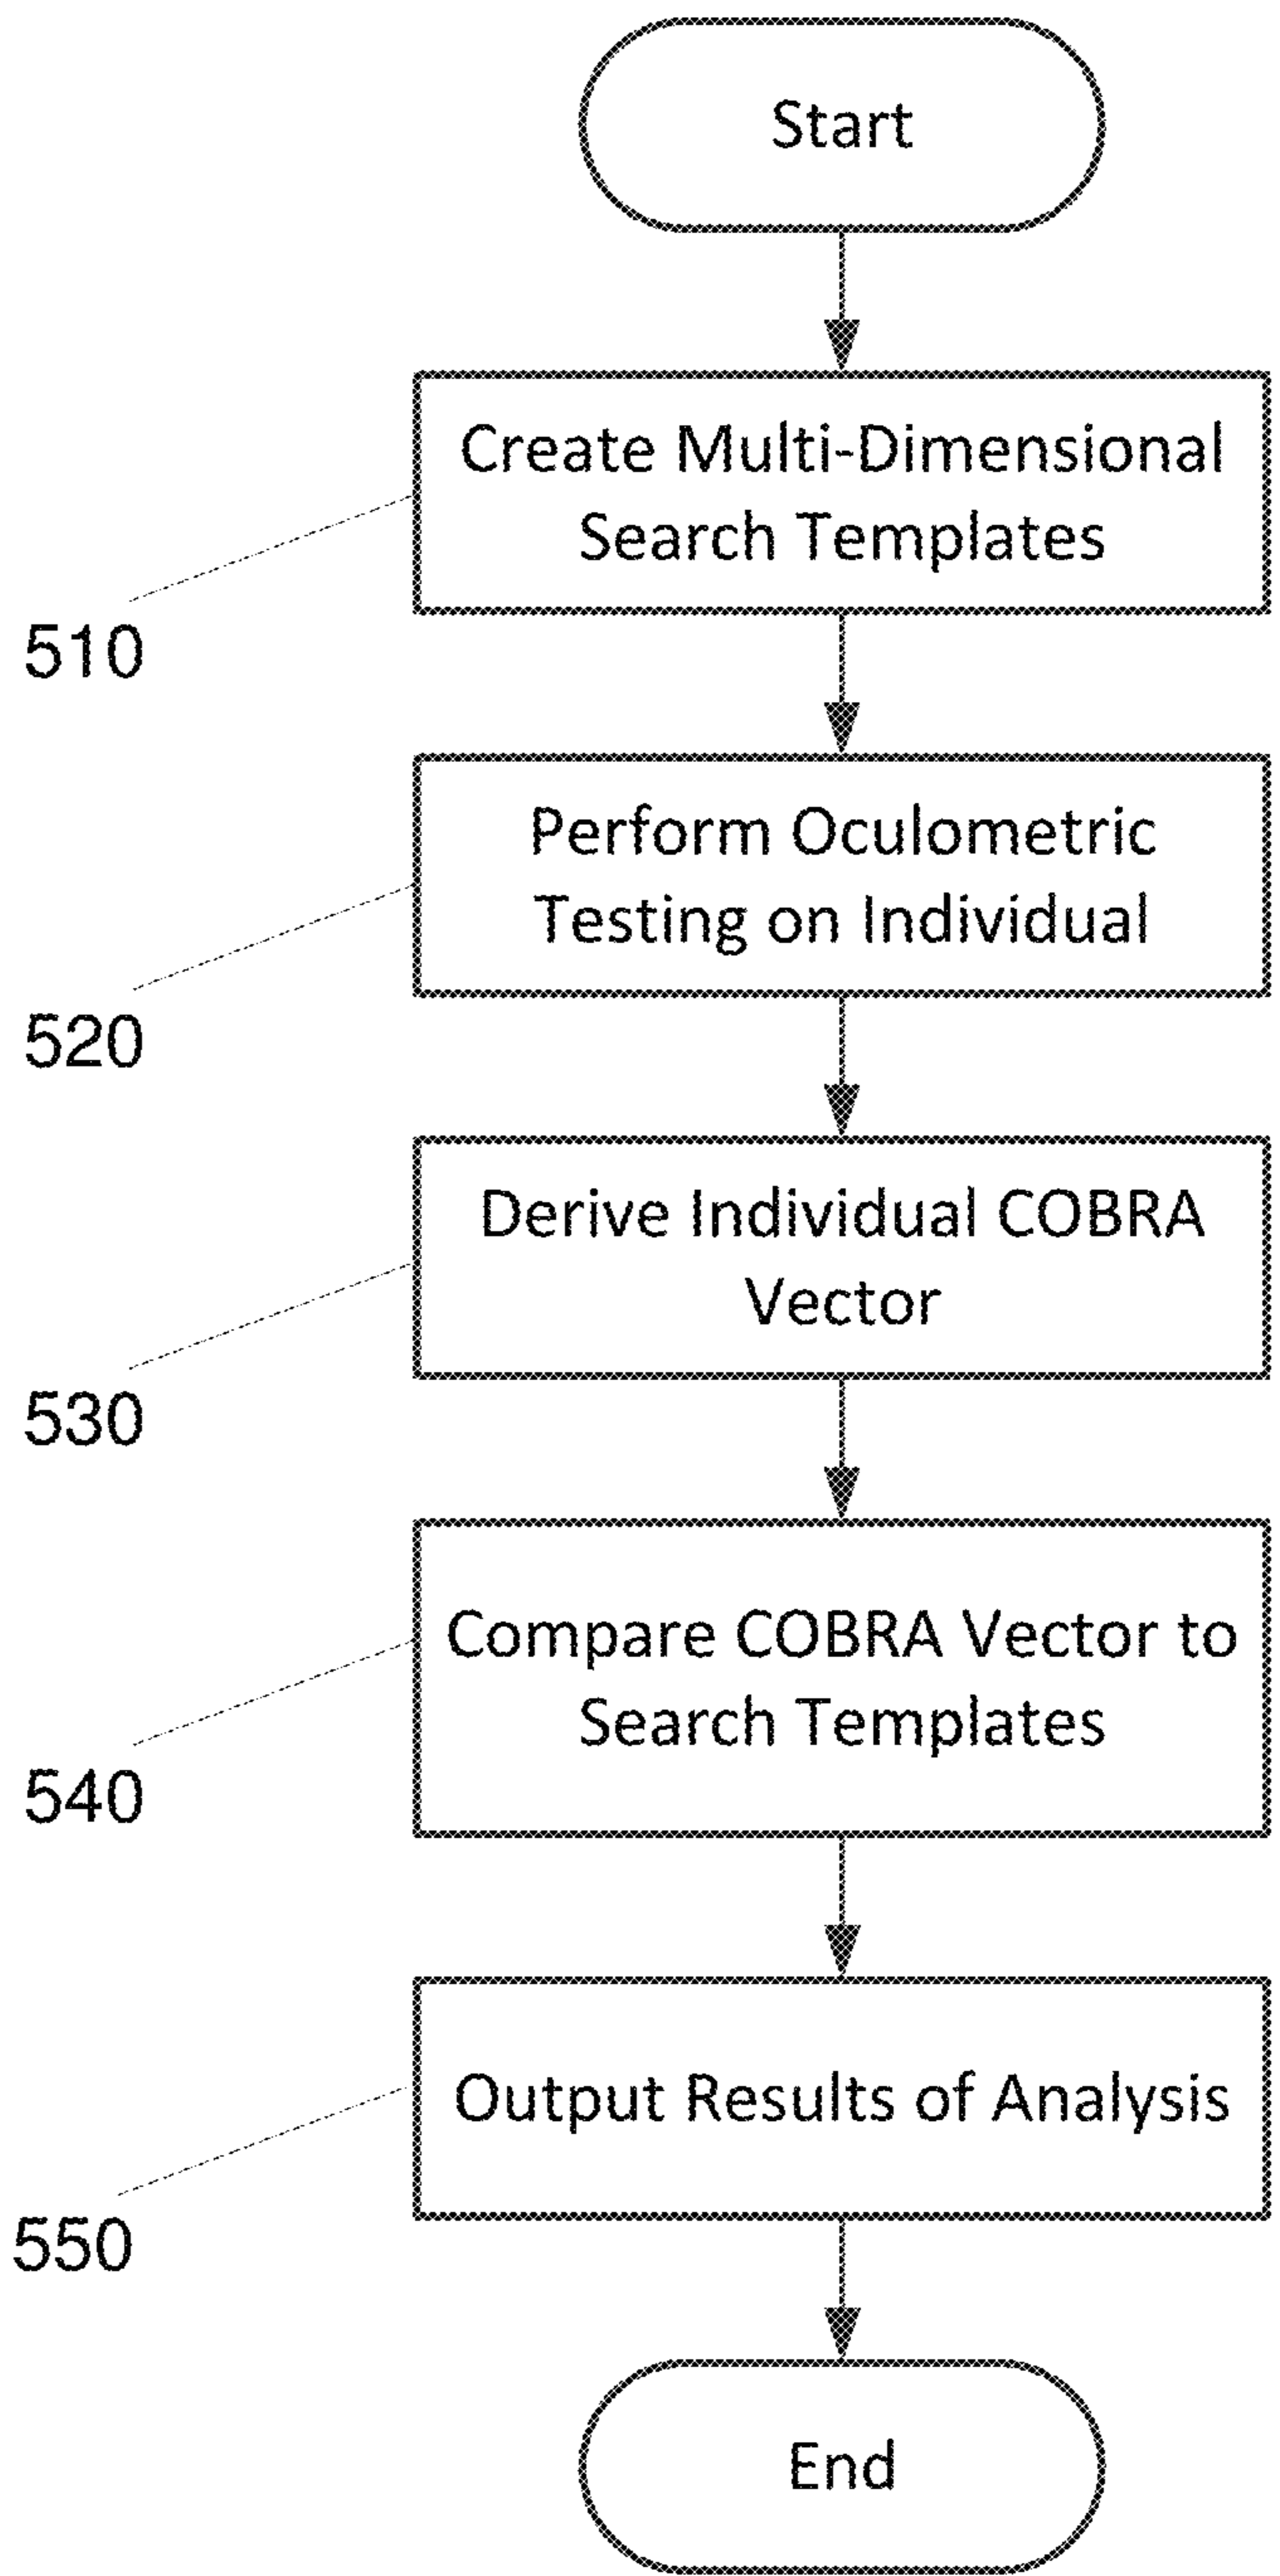 Start
Create Multi-Dimensional
Search Templates
510
Perform Oculometric
Testing on Individual
520
Derive Individual COBRA
Vector
530
Compare COBRA Vector to
Search Templates
540
Output Results of Analysis
550
End